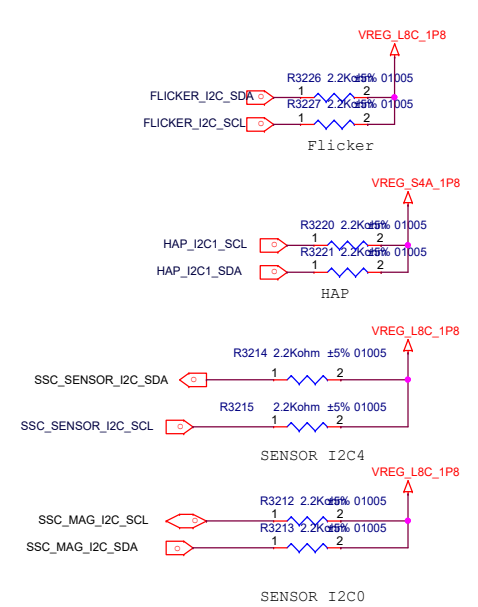 VREG_L8C_1P8
R3226 2.2Kohm ±5% 01005
FLICKER_I2C_SDA 1 2
R3227 2.2Kohm ±5% 01005
FLICKER_I2C_SCL 1 2
Flicker
VREG_S4A_1P8
R3220 2.2Kohm ±5% 01005
HAP_I2C1_SCL 1 2
R3221 2.2Kohm ±5% 01005
HAP_I2C1_SDA 1 2
HAP
VREG_L8C_1P8
R3214 2.2Kohm ±5% 01005
SSC_SENSOR_I2C_SDA 1 2
R3215 2.2Kohm ±5% 01005
SSC_SENSOR_I2C_SCL 1 2
SENSOR I2C4
VREG_L8C_1P8
R3212 2.2Kohm ±5% 01005
SSC_MAG_I2C_SCL 1 2
R3213 2.2Kohm ±5% 01005
SSC_MAG_I2C_SDA 1 2
SENSOR I2C0